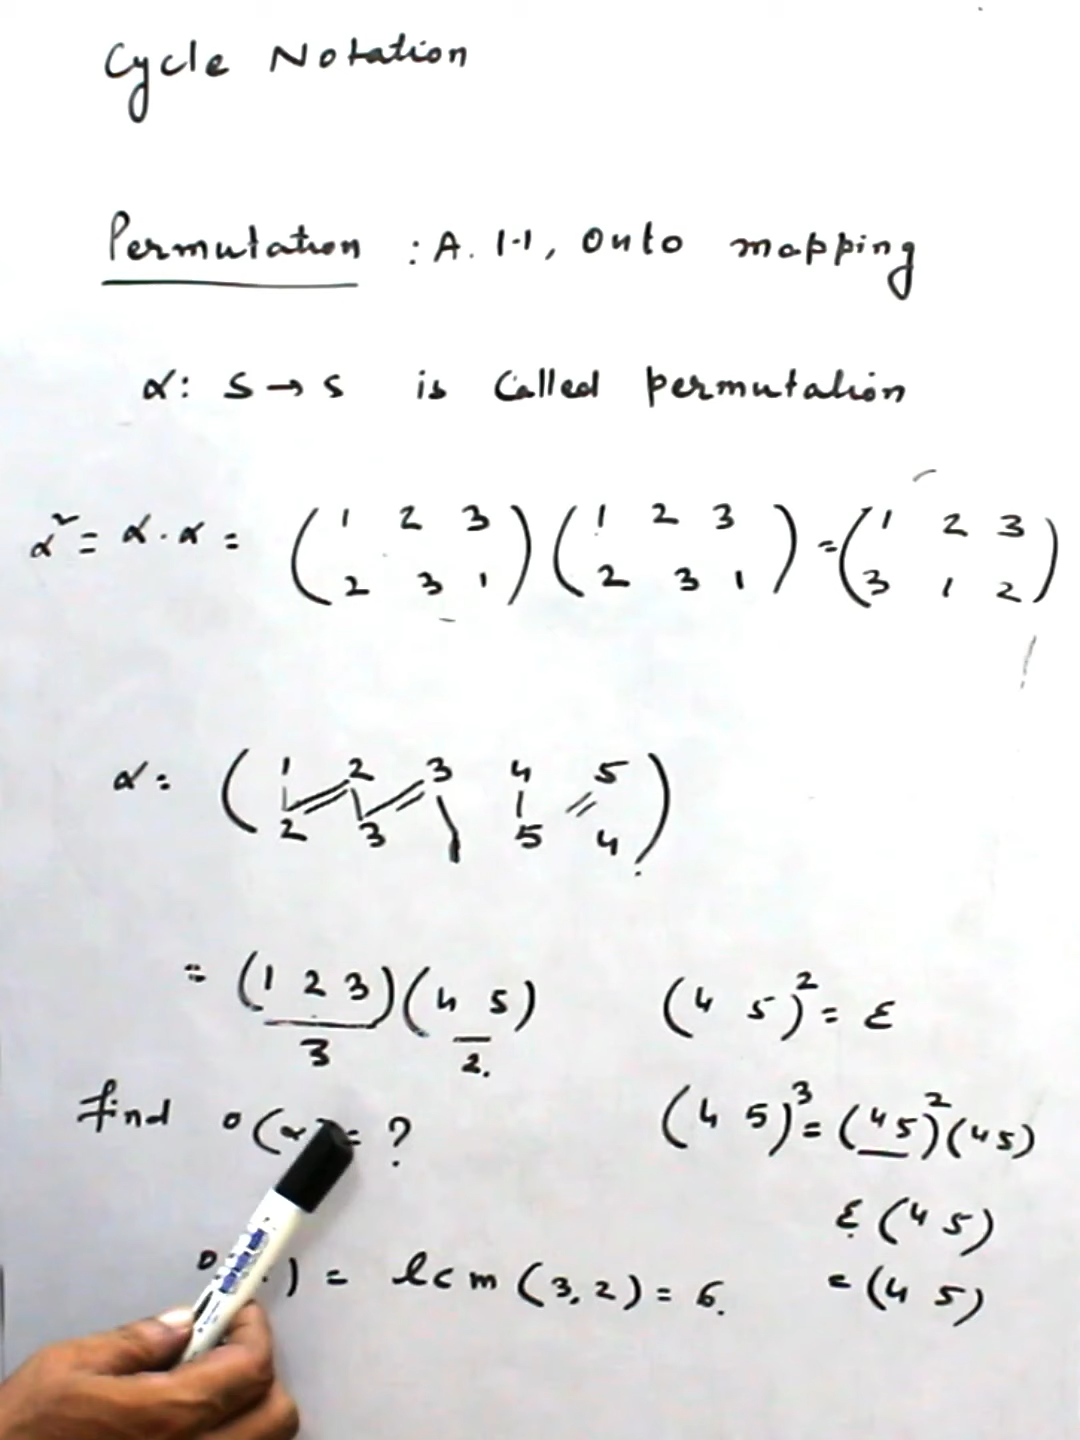 Cycle Notation
Permutation : A. 1-1, Onto mapping
α: S → S is Called permutation
α² = α . α = (1 2 3 / 2 3 1) (1 2 3 / 2 3 1) = (1 2 3 / 3 1 2)
α: (1 2 3 4 5 / 2 3 1 5 4)
= (1 2 3)(4 5)
3 2.
(4 5)² = ε
find o(α) = ?
(4 5)³ = (4 5)²(4 5)
ε (4 5)
o( ) = lcm (3, 2) = 6.
= (4 5)